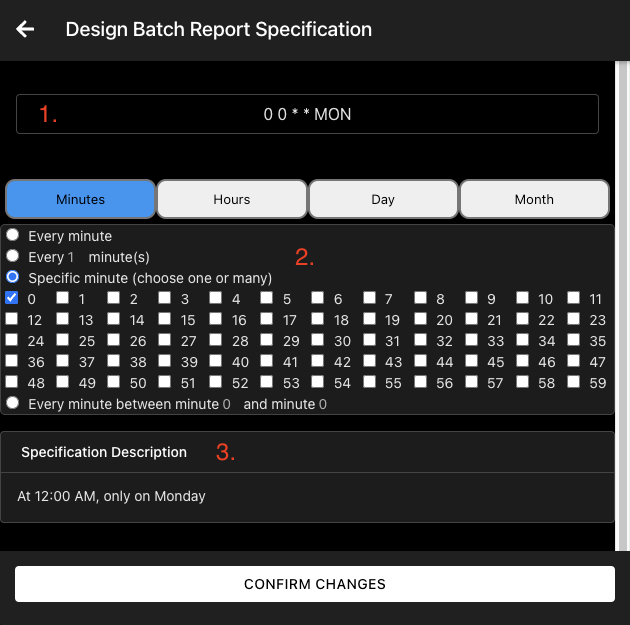 Design Batch Report Specification
1. 0 0 * * MON
Minutes Hours Day Month
Every minute
Every 1 minute(s) 2.
Specific minute (choose one or many)
0 1 2 3 4 5 6 7 8 9 10 11
12 13 14 15 16 17 18 19 20 21 22 23
24 25 26 27 28 29 30 31 32 33 34 35
36 37 38 39 40 41 42 43 44 45 46 47
48 49 50 51 52 53 54 55 56 57 58 59
Every minute between minute 0 and minute 0
Specification Description 3.
At 12:00 AM, only on Monday
CONFIRM CHANGES